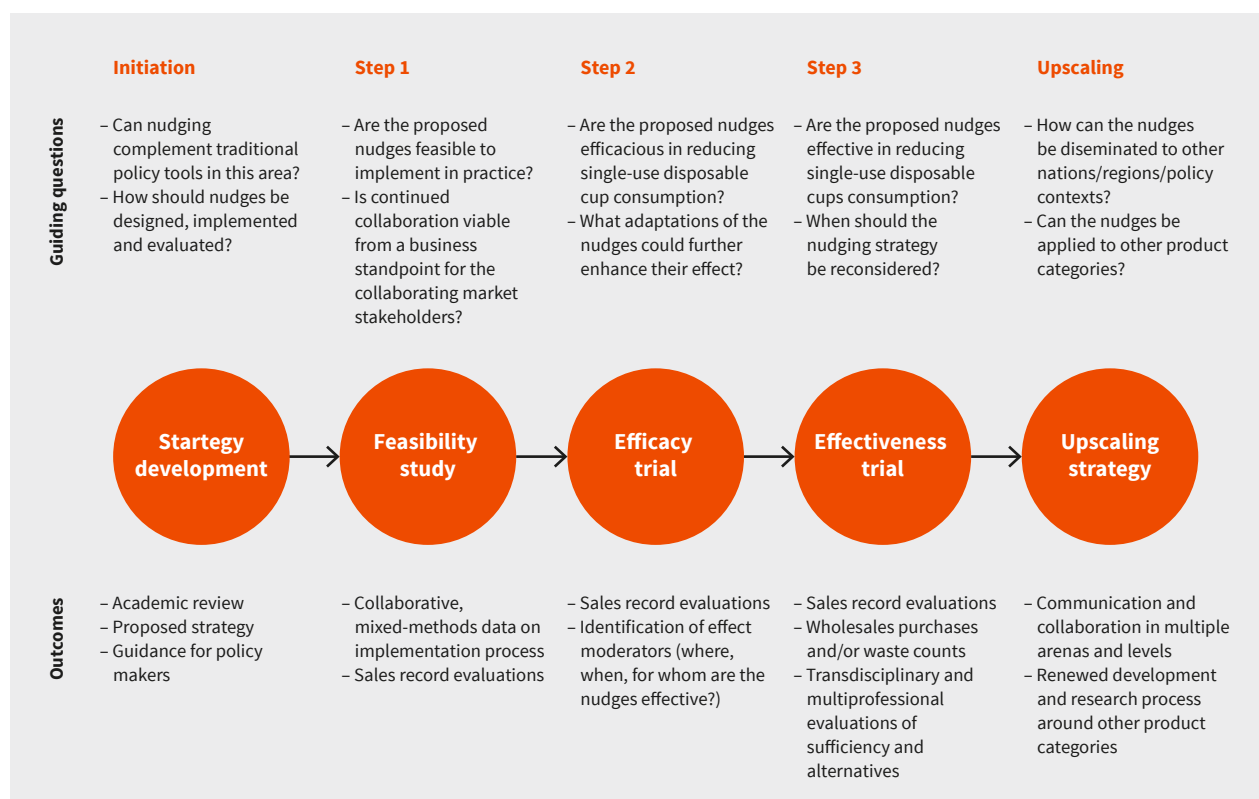 Initiation
Step 1
Step 2
Step 3
Upscaling
Guiding questions
– Can nudging
complement traditional
policy tools in this area?
– How should nudges be
designed, implemented
and evaluated?
– Are the proposed
nudges feasible to
implement in practice?
– Is continued
collaboration viable
from a business
standpoint for the
collaborating market
stakeholders?
– Are the proposed nudges
efficacious in reducing
single-use disposable
cup consumption?
– What adaptations of the
nudges could further
enhance their effect?
– Are the proposed nudges
effective in reducing
single-use disposable
cups consumption?
– When should the
nudging strategy
be reconsidered?
– How can the nudges
be diseminated to other
nations/regions/policy
contexts?
– Can the nudges be
applied to other product
categories?
Startegy
development
Feasibility
study
Efficacy
trial
Effectiveness
trial
Upscaling
strategy
Outcomes
– Academic review
– Proposed strategy
– Guidance for policy
makers
– Collaborative,
mixed-methods data on
implementation process
– Sales record evaluations
– Sales record evaluations
– Identification of effect
moderators (where,
when, for whom are the
nudges effective?)
– Sales record evaluations
– Wholesales purchases
and/or waste counts
– Transdisciplinary and
multiprofessional
evaluations of
sufficiency and
alternatives
– Communication and
collaboration in multiple
arenas and levels
– Renewed development
and research process
around other product
categories